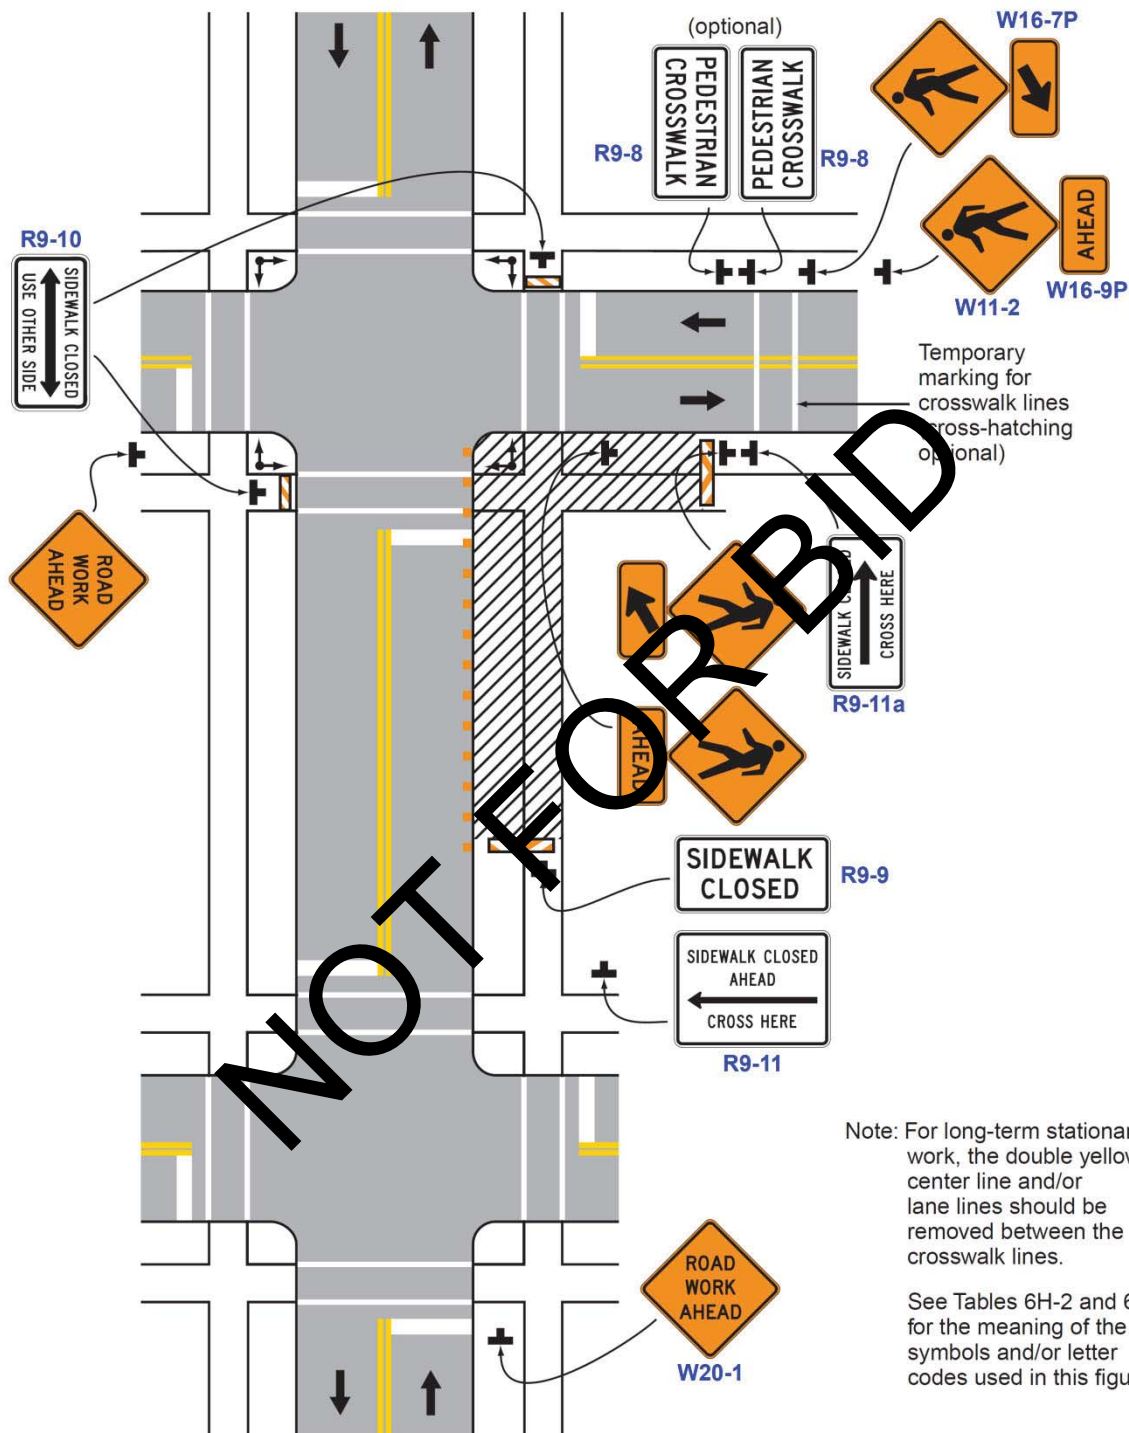 (optional)
W16-7P
PEDESTRIAN
CROSSWALK
PEDESTRIAN
CROSSWALK
R9-8
R9-8
AHEAD
W11-2
W16-9P
R9-10
SIDEWALK CLOSED
USE OTHER SIDE
Temporary
marking for
crosswalk lines
(cross-hatching
optional)
ROAD
WORK
AHEAD
SIDEWALK CLOSED
CROSS HERE
R9-11a
AHEAD
SIDEWALK
CLOSED
R9-9
SIDEWALK CLOSED
AHEAD
CROSS HERE
R9-11
NOT FOR BID
Note: For long-term stationar
work, the double yellow
center line and/or
lane lines should be
removed between the
crosswalk lines.
See Tables 6H-2 and 6
for the meaning of the
symbols and/or letter
codes used in this figu
ROAD
WORK
AHEAD
W20-1